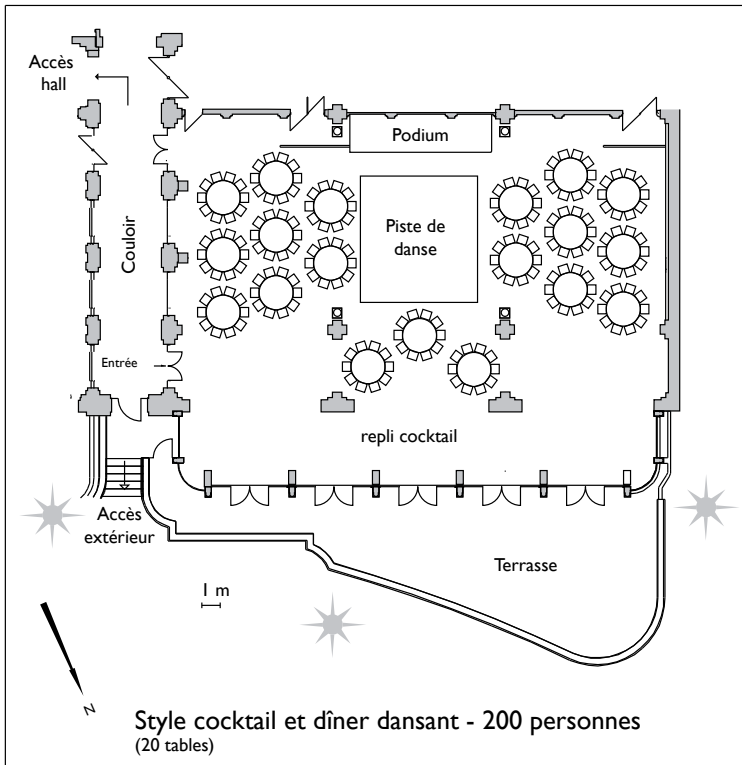 Accès
hall
Podium
Couloir
Piste de
danse
Entrée
repli cocktail
Accès
extérieur
Terrasse
1 m
N
Style cocktail et dîner dansant - 200 personnes
(20 tables)